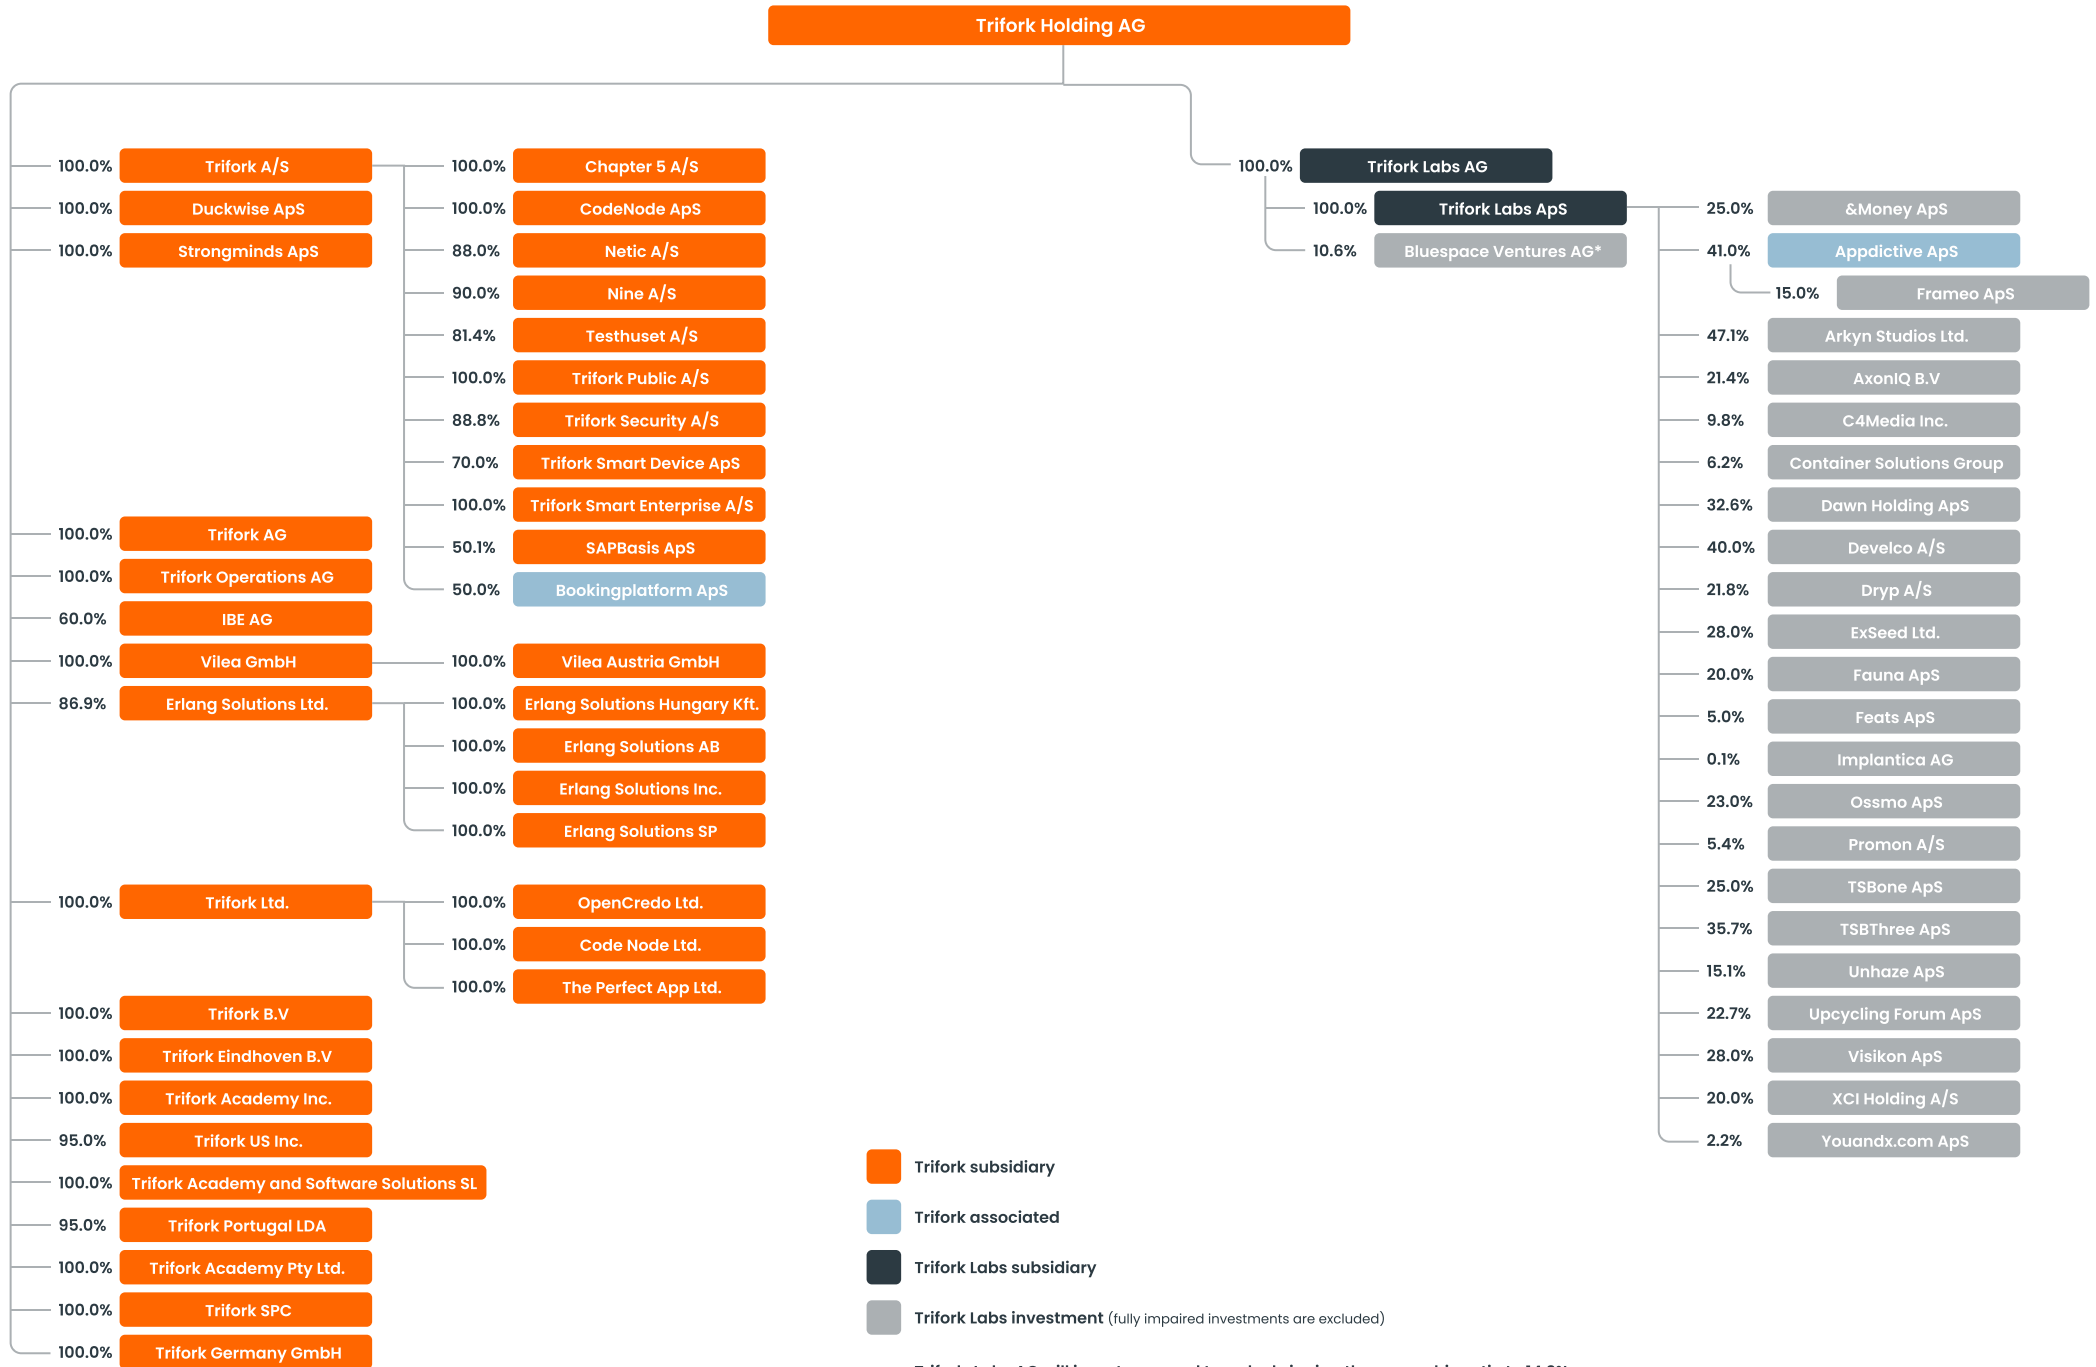 Trifork Holding AG
100.0% Trifork A/S
100.0% Duckwise ApS
100.0% Strongminds ApS
100.0% Chapter 5 A/S
100.0% CodeNode ApS
88.0% Netic A/S
90.0% Nine A/S
81.4% Testhuset A/S
100.0% Trifork Public A/S
88.8% Trifork Security A/S
70.0% Trifork Smart Device ApS
100.0% Trifork Smart Enterprise A/S
50.1% SAPBasis ApS
50.0% Bookingplatform ApS
100.0% Trifork AG
100.0% Trifork Operations AG
60.0% IBE AG
100.0% Vilea GmbH
100.0% Vilea Austria GmbH
86.9% Erlang Solutions Ltd.
100.0% Erlang Solutions Hungary Kft.
100.0% Erlang Solutions AB
100.0% Erlang Solutions Inc.
100.0% Erlang Solutions SP
100.0% Trifork Ltd.
100.0% OpenCredo Ltd.
100.0% Code Node Ltd.
100.0% The Perfect App Ltd.
100.0% Trifork B.V
100.0% Trifork Eindhoven B.V
100.0% Trifork Academy Inc.
95.0% Trifork US Inc.
100.0% Trifork Academy and Software Solutions SL
95.0% Trifork Portugal LDA
100.0% Trifork Academy Pty Ltd.
100.0% Trifork SPC
100.0% Trifork Germany GmbH
100.0% Trifork Labs AG
100.0% Trifork Labs ApS
10.6% Bluespace Ventures AG*
25.0% &Money ApS
41.0% Appdictive ApS
15.0% Frameo ApS
47.1% Arkyn Studios Ltd.
21.4% AxonIQ B.V
9.8% C4Media Inc.
6.2% Container Solutions Group
32.6% Dawn Holding ApS
40.0% Develco A/S
21.8% Dryp A/S
28.0% ExSeed Ltd.
20.0% Fauna ApS
5.0% Feats ApS
0.1% Implantica AG
23.0% Ossmo ApS
5.4% Promon A/S
25.0% TSBone ApS
35.7% TSBThree ApS
15.1% Unhaze ApS
22.7% Upcycling Forum ApS
28.0% Visikon ApS
20.0% XCI Holding A/S
2.2% Youandx.com ApS
Trifork subsidiary
Trifork associated
Trifork Labs subsidiary
Trifork Labs investment (fully impaired investments are excluded)